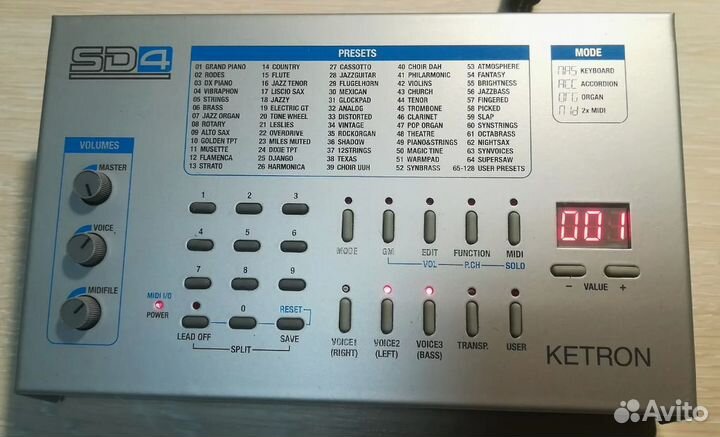 SD4
PRESETS
01 GRAND PIANO
02 RODES
03 DX PIANO
04 VIBRAPHON
05 STRINGS
06 BRASS
07 JAZZ ORGAN
08 ROTARY
09 ALTO SAX
10 GOLDEN TPT
11 MUSETTE
12 FLAMENCA
13 STRATO
14 COUNTRY
15 FLUTE
16 JAZZ TENOR
17 LISCIO SAX
18 JAZZY
19 ELECTRIC GT
20 TONE WHEEL
21 LESLIES
22 OVERDRIVE
23 MILES MUTED
24 DIXIE TPT
25 DJANGO
26 HARMONICA
27 CASSOTTO
28 JAZZGUITAR
29 FLUGELHORN
30 MEXICAN
31 GLOCKPAD
32 ANALOG
33 DISTORTED
34 VINTAGE
35 ROCKORGAN
36 SHADOW
37 12STRINGS
38 TEXAS
39 CHOIR UUH
40 CHOIR DAH
41 PHILARMONIC
42 VIOLINS
43 CHURCH
44 TENOR
45 TROMBONE
46 CLARINET
47 POP ORGAN
48 THEATRE
49 PIANO&STRINGS
50 MAGIC TINE
51 WARMPAD
52 SYNBRASS
53 ATMOSPHERE
54 FANTASY
55 BRIGHTNESS
56 JAZZBASS
57 FINGERED
58 PICKED
59 SLAP
60 SYNSTRINGS
61 OCTABRASS
62 NIGHTSAX
63 SYNVOICES
64 SUPERSAW
65-128 USER PRESETS
MODE
KEYBOARD
ACCORDION
ORGAN
2x MIDI
VOLUMES
MASTER
VOICE
MIDIFILE
MIDI I/O
POWER
1 2 3
4 5 6
7 8 9
0 RESET
LEAD OFF SAVE
SPLIT
MODE GM EDIT FUNCTION MIDI
VOL P.CH SOLO
VOICE1 VOICE2 VOICE3 TRANSP. USER
(RIGHT) (LEFT) (BASS)
001
- VALUE +
KETRON
Avito